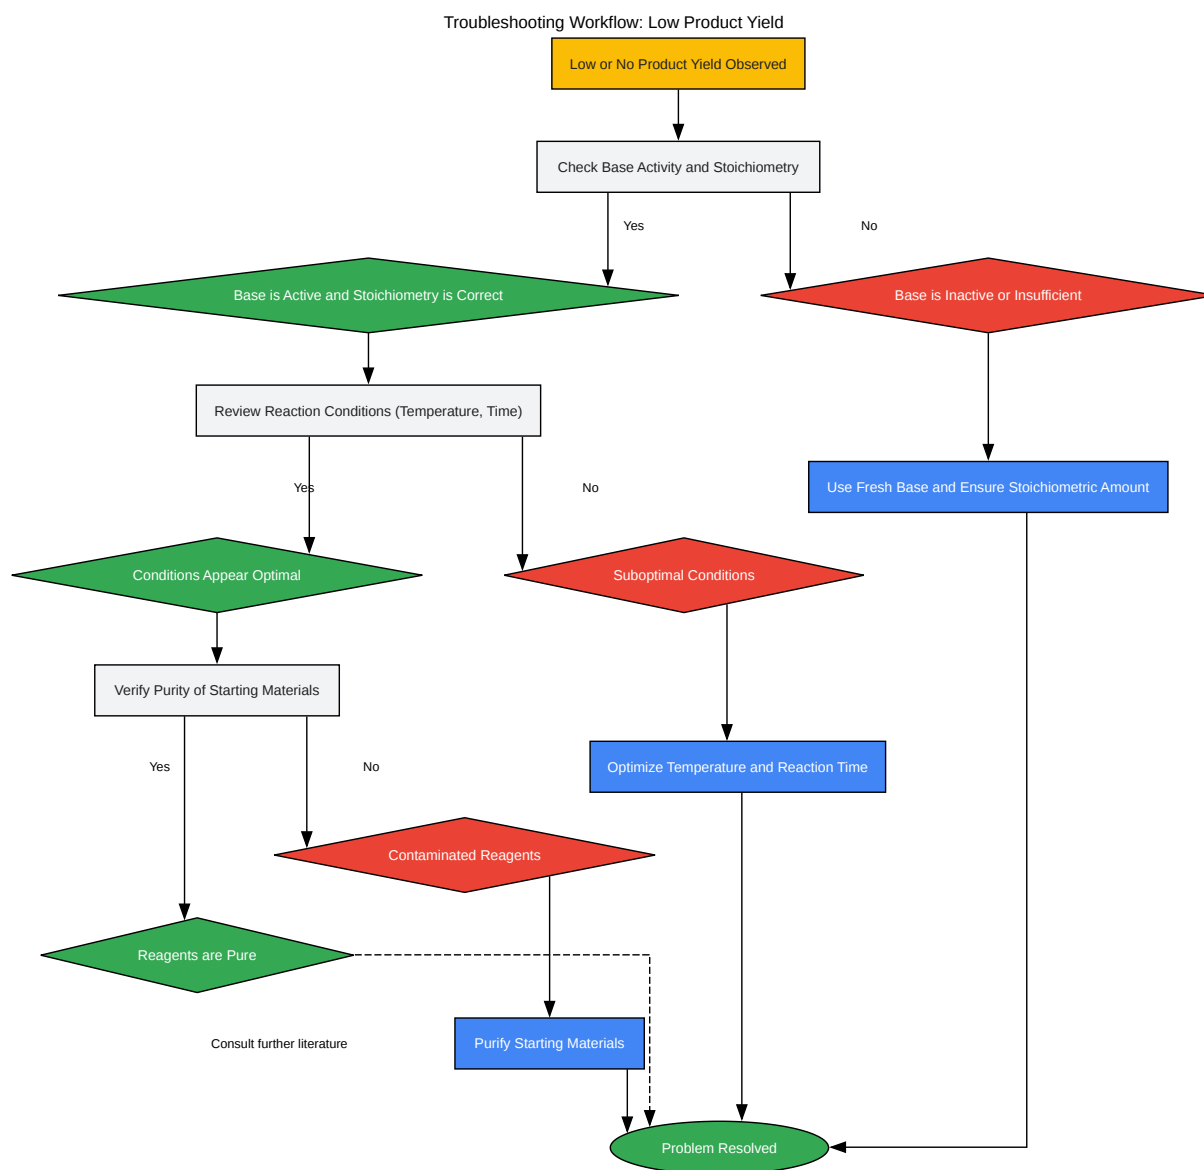 Troubleshooting Workflow: Low Product Yield
Low or No Product Yield Observed
Check Base Activity and Stoichiometry
Yes
No
Base is Active and Stoichiometry is Correct
Base is Inactive or Insufficient
Review Reaction Conditions (Temperature, Time)
Yes
No
Use Fresh Base and Ensure Stoichiometric Amount
Conditions Appear Optimal
Suboptimal Conditions
Verify Purity of Starting Materials
Yes
No
Optimize Temperature and Reaction Time
Contaminated Reagents
Reagents are Pure
Consult further literature
Purify Starting Materials
Problem Resolved